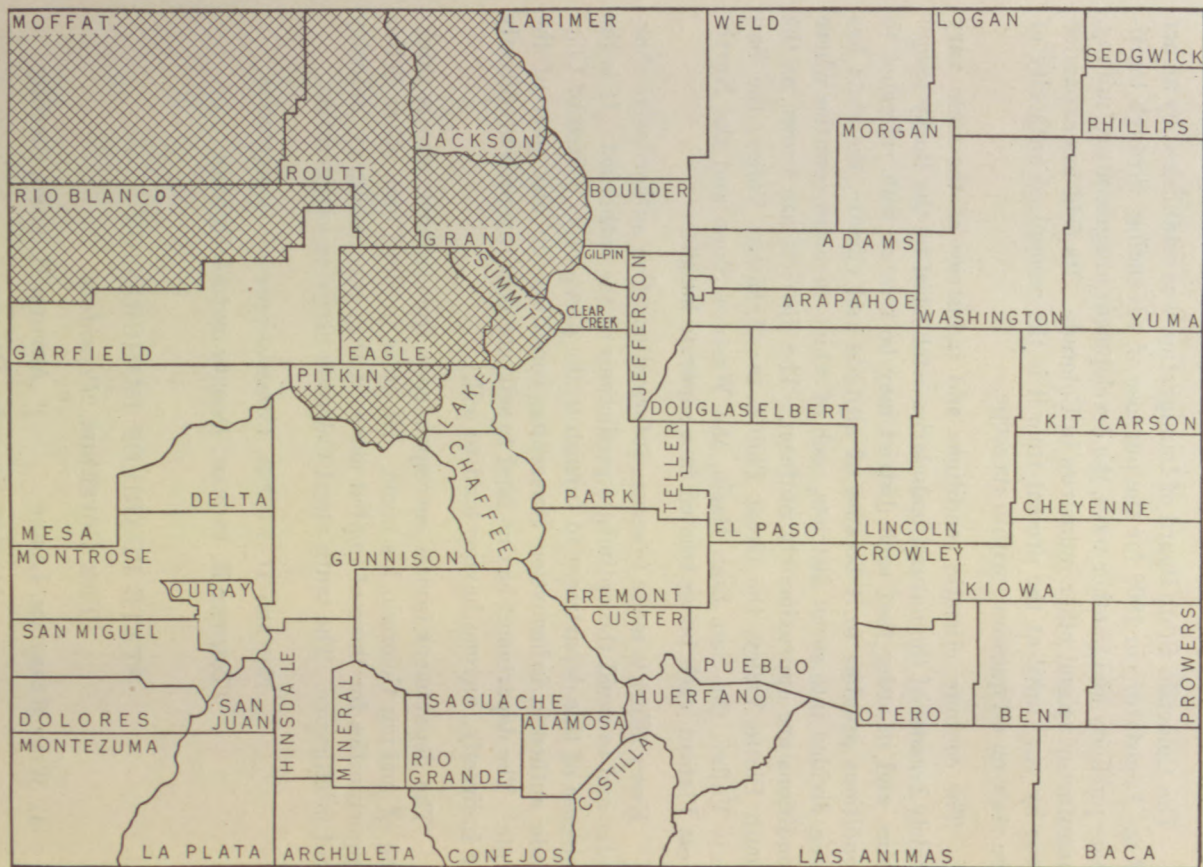 MOFFAT
LARIMER
WELD
LOGAN
SEDGWICK
PHILLIPS
JACKSON
MORGAN
ROUTT
RIO BLANCO
BOULDER
GRAND
ADAMS
GILPIN
SUMMIT
JEFFERSON
ARAPAHOE
CLEAR
CREEK
WASHINGTON
YUMA
GARFIELD
EAGLE
PITKIN
LAKE
DOUGLAS
ELBERT
KIT CARSON
CHAFFEE
TELLER
DELTA
PARK
CHEYENNE
MESA
EL PASO
LINCOLN
MONTROSE
GUNNISON
CROWLEY
OURAY
FREMONT
KIOWA
CUSTER
SAN MIGUEL
PROWERS
HINSDALE
PUEBLO
MINERAL
SAGUACHE
HUERFANO
SAN
JUAN
DOLORES
ALAMOSA
OTERO
BENT
MONTEZUMA
RIO
GRANDE
COSTILLA
LA PLATA
ARCHULETA
CONEJOS
LAS ANIMAS
BACA